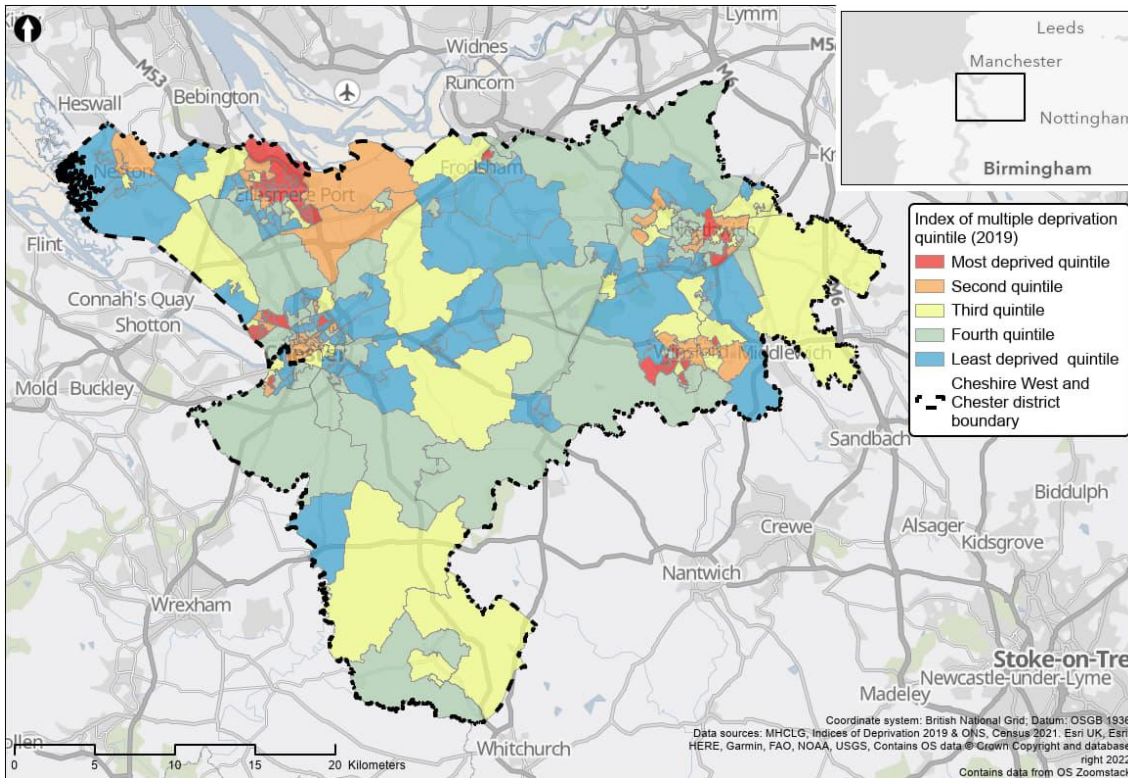 Lymm
Widnes
Runcorn
M53
M6
Heswall
Bebington
Leeds
Manchester
Nottingham
Birmingham
Neston
Ellesmere Port
Frodsham
Flint
Connah's Quay
Shotton
Mold
Buckley
Winsford
Middlewich
M6
Index of multiple deprivation
quintile (2019)
Most deprived quintile
Second quintile
Third quintile
Fourth quintile
Least deprived quintile
Cheshire West and
Chester district
boundary
Sandbach
Biddulph
Crewe
Alsager
Kidsgrove
Nantwich
Wrexham
Stoke-on-Tre
Newcastle-under-Lyme
Madeley
Whitchurch
0 5 10 15 20 Kilometers
Coordinate system: British National Grid; Datum: OSGB 1936
Data sources: MHCLG, Indices of Deprivation 2019 & ONS, Census 2021. Esri UK, Esri,
HERE, Garmin, FAO, NOAA, USGS, Contains OS data © Crown Copyright and database
right 2022
Contains data from OS Zoomstack